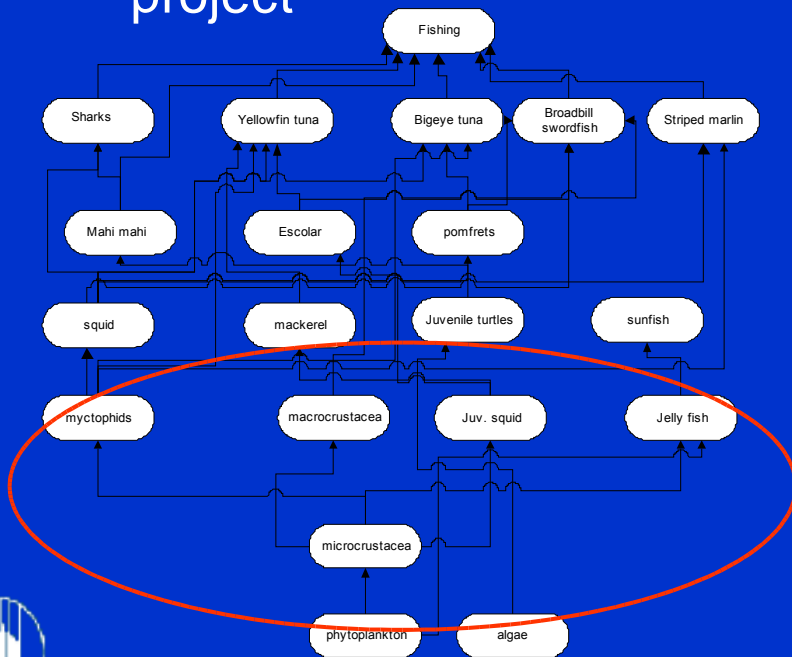 project
Fishing
Sharks
Yellowfin tuna
Bigeye tuna
Broadbill
swordfish
Striped marlin
Mahi mahi
Escolar
pomfrets
squid
mackerel
Juvenile turtles
sunfish
myctophids
macrocrustacea
Juv. squid
Jelly fish
microcrustacea
phytoplankton
algae